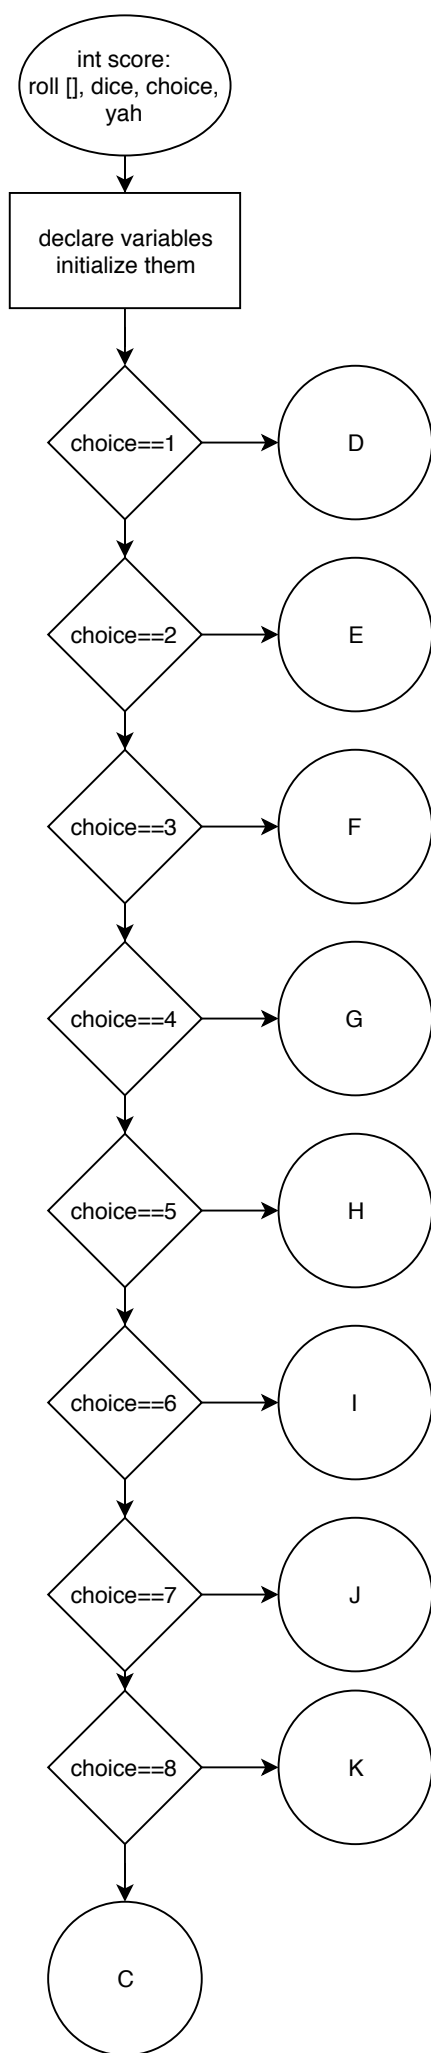 int score:
roll [], dice, choice,
yah
declare variables
initialize them
choice==1
D
choice==2
E
choice==3
F
choice==4
G
choice==5
H
choice==6
I
choice==7
J
choice==8
K
C